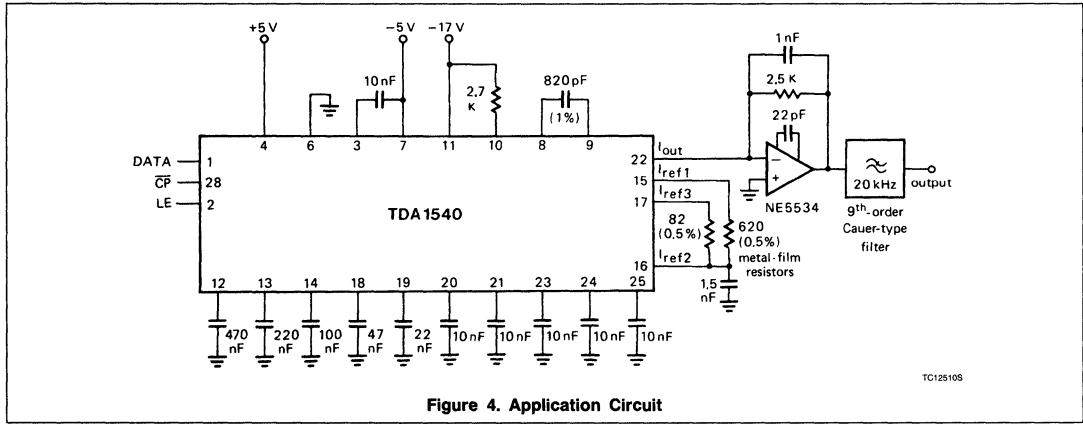 +5 V
−5 V
−17 V
10 nF
2.7
K
820 pF
(1%)
1 nF
2.5 K
22 pF
4
6
3
7
11
10
8
9
DATA
1
CP
28
LE
2
TDA1540
22
Iout
15
Iref1
17
Iref3
16
Iref2
−
+
NE5534
20 kHz
output
9th-order
Cauer-type
filter
82
(0.5%)
620
(0.5%)
metal-film
resistors
1,5
nF
12
13
14
18
19
20
21
23
24
25
470
nF
220
nF
100
nF
47
nF
22
nF
10 nF
10 nF
10 nF
10 nF
10 nF
TC12510S
Figure 4. Application Circuit